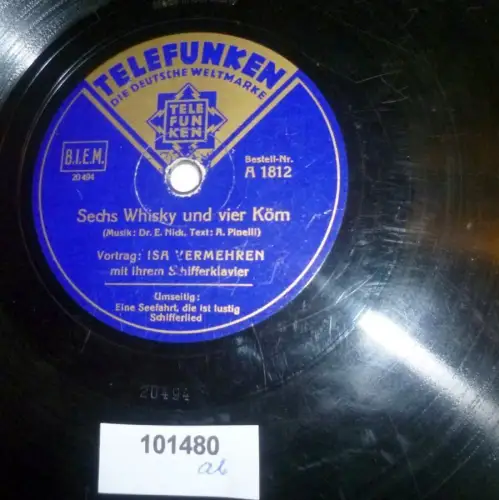 TELEFUNKEN
DIE DEUTSCHE WELTMARKE
TELE
FUN
KEN
B.I.E.M.
20494
Bestell-Nr.
A 1812
Sechs Whisky und vier Köm
(Musik: Dr. E. Nick, Text: A. Pinelli)
Vortrag: ISA VERMEHREN
mit ihrem Schifferklavier
Umseitig:
Eine Seefahrt, die ist lustig
Schifferlied
20494
101480